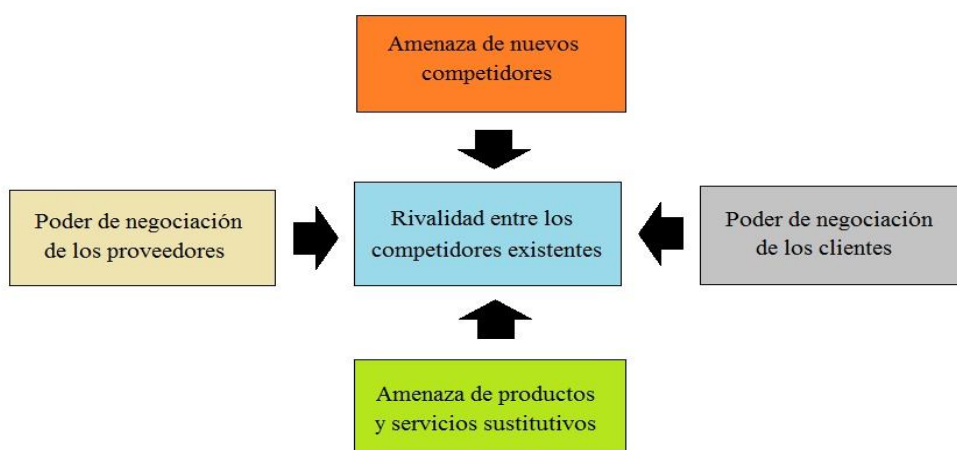 Amenaza de nuevos
competidores
Poder de negociación
de los proveedores
Rivalidad entre los
competidores existentes
Poder de negociación
de los clientes
Amenaza de productos
y servicios sustitutivos